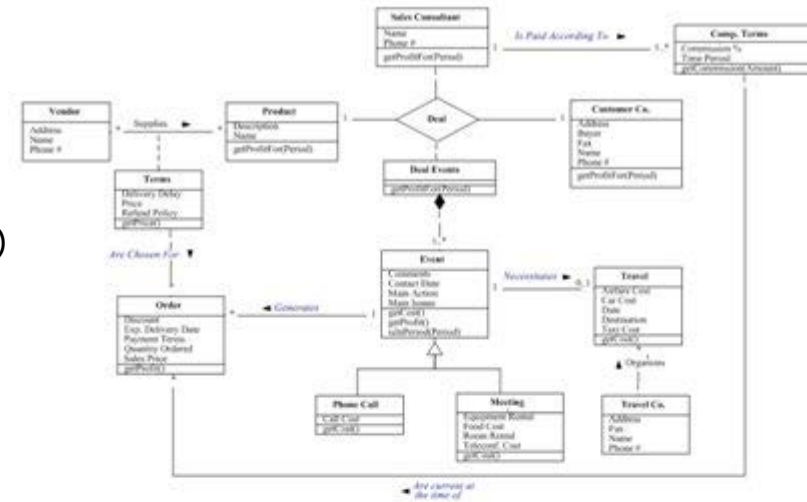 Sales Consultant
Name
Phone #
getProfitFor(Period)
1
Is Paid According To
1..*
Comp. Terms
Commission %
Time Period
getCommission(Amount)
Vendor
Address
Name
Phone #
*
Supplies
*
Product
Description
Name
getProfitFor(Period)
1
Deal
1
Customer Co.
Address
Buyer
Fax
Name
Phone #
getProfitFor(Period)
Deal Events
getProfitFor(Period)
Terms
Delivery Delay
Price
Refund Policy
getPrice()
)
Are Chosen For
*
1..*
Event
Comments
Contact Date
Main Action
Main Issues
getCost()
getProfit()
isInPeriod(Period)
1
Necessitates
0..1
Travel
Airfare Cost
Car Cost
Date
Destination
Taxi Cost
getCost()
Order
Discount
Exp. Delivery Date
Payment Terms
Quantity Ordered
Sales Price
getProfit()
*
Generates
1
*
Organizes
Phone Call
Call Cost
getCost()
Meeting
Equipment Rental
Food Cost
Room Rental
Teleconf. Cost
getCost()
Travel Co.
Address
Fax
Name
Phone #
Are current at
the time of